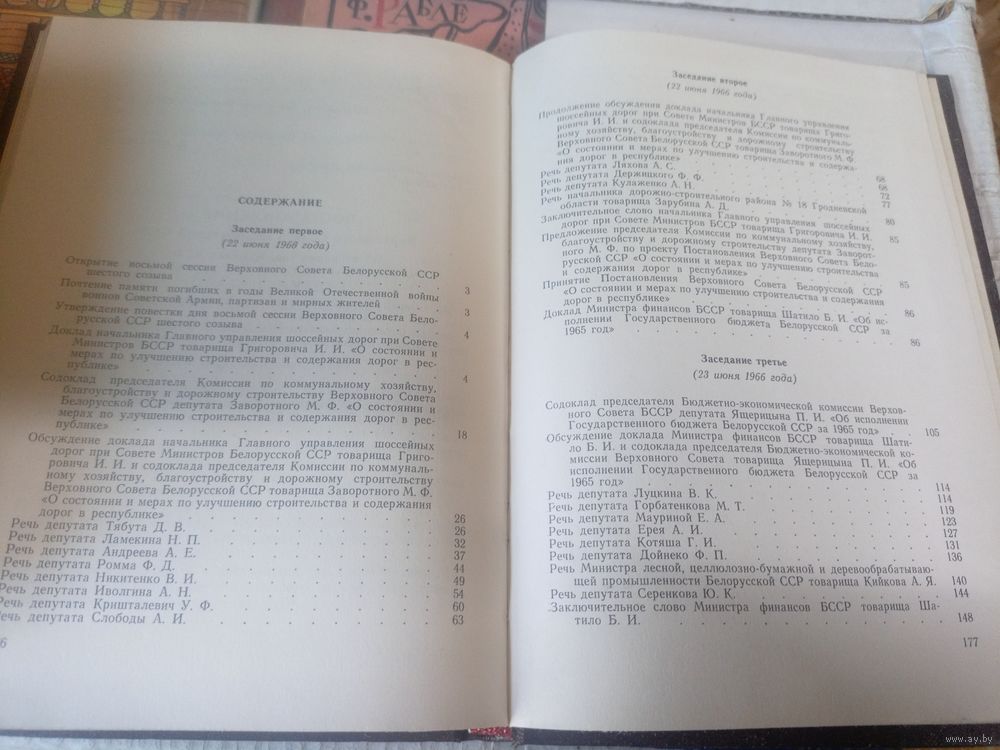 Ф. РАБЛЕ
СОДЕРЖАНИЕ
Заседание первое
(22 июня 1966 года)
Открытие восьмой сессии Верховного Совета Белорусской ССР
шестого созыва . . . 3
Почтение памяти погибших в годы Великой Отечественной войны
воинов Советской Армии, партизан и мирных жителей . . . 3
Утверждение повестки дня восьмой сессии Верховного Совета Бело-
русской ССР шестого созыва . . . 4
Доклад начальника Главного управления шоссейных дорог при Совете
Министров БССР товарища Григоровича И. И. «О состоянии и
мерах по улучшению строительства и содержания дорог в рес-
публике» . . . 4
Содоклад председателя Комиссии по коммунальному хозяйству,
благоустройству и дорожному строительству Верховного Совета
Белорусской ССР депутата Заворотного М. Ф. «О состоянии и
мерах по улучшению строительства и содержания дорог в рес-
публике» . . . 18
Обсуждение доклада начальника Главного управления шоссейных
дорог при Совете Министров Белорусской ССР товарища Григо-
ровича И. И. и содоклада председателя Комиссии по коммуналь-
ному хозяйству, благоустройству и дорожному строительству
Верховного Совета Белорусской ССР товарища Заворотного М. Ф.
«О состоянии и мерах по улучшению строительства и содержания
дорог в республике» . . . 26
Речь депутата Тябута Д. В. . . . 26
Речь депутата Ламекина Н. П. . . . 32
Речь депутата Андреева А. Е. . . . 37
Речь депутата Ромма Ф. Д. . . . 44
Речь депутата Никитенко В. И. . . . 49
Речь депутата Иволгина А. Н. . . . 54
Речь депутата Кришталевич У. Ф. . . . 60
Речь депутата Слободы А. И. . . . 63
6
Заседание второе
(22 июня 1966 года)
Продолжение обсуждения доклада начальника Главного управления
шоссейных дорог при Совете Министров БССР товарища Григо-
ровича И. И. и содоклада председателя Комиссии по коммуналь-
ному хозяйству, благоустройству и дорожному строительству
Верховного Совета Белорусской ССР товарища Заворотного М. Ф.
«О состоянии и мерах по улучшению строительства и содержа-
ния дорог в республике» . . . 68
Речь депутата Ляхова А. С. . . . 68
Речь депутата Держицкого Ф. Ф. . . . 72
Речь депутата Кулаженко А. Н. . . . 77
Речь начальника дорожно-строительного района № 18 Гродненской
области товарища Зарубина А. Д. . . . 80
Заключительное слово начальника Главного управления шоссейных
дорог при Совете Министров БССР товарища Григоровича И. И. 85
Предложение председателя Комиссии по коммунальному хозяйству,
благоустройству и дорожному строительству депутата Заворот-
ного М. Ф. по проекту Постановления Верховного Совета Бело-
русской ССР «О состоянии и мерах по улучшению строительства
и содержания дорог в республике» . . . 85
Принятие Постановления Верховного Совета Белорусской ССР
«О состоянии и мерах по улучшению строительства и содержания
дорог в республике» . . . 86
Доклад Министра финансов БССР товарища Шатило Б. И. «Об ис-
полнении Государственного бюджета Белорусской ССР за
1965 год» . . . 86
Заседание третье
(23 июня 1966 года)
Содоклад председателя Бюджетно-экономической комиссии Верхов-
ного Совета БССР депутата Ящерицына П. И. «Об исполнении
Государственного бюджета Белорусской ССР за 1965 год» . 105
Обсуждение доклада Министра финансов БССР товарища Шати-
ло Б. И. и содоклада председателя Бюджетно-экономической ко-
миссии Верховного Совета товарища Ящерицына П. И. «Об
исполнении Государственного бюджета Белорусской ССР за
1965 год» . . . 114
Речь депутата Луцкина В. К. . . . 114
Речь депутата Горбатенкова М. Т. . . . 119
Речь депутата Мауриной Е. А. . . . 123
Речь депутата Ерея А. И. . . . 127
Речь депутата Котяша Г. И. . . . 131
Речь депутата Дойнеко Ф. П. . . . 136
Речь Министра лесной, целлюлозно-бумажной и деревообрабатываю-
щей промышленности Белорусской ССР товарища Кийкова А. Я. 140
Речь депутата Серенкова Ю. К. . . . 144
Заключительное слово Министра финансов БССР товарища Ша-
тило Б. И. . . . 148
177
www.ay.by